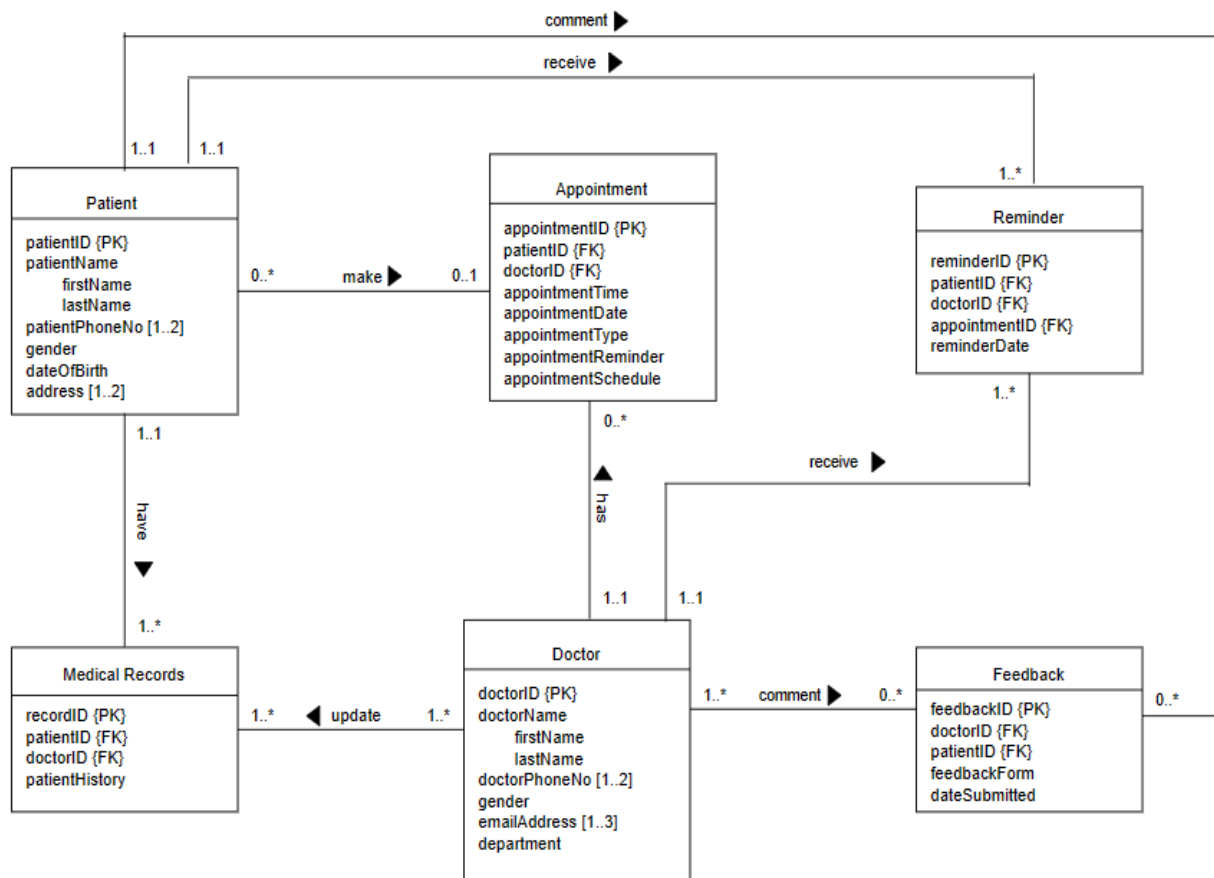 comment
receive
1..1
1..1
1..*
Patient
patientID {PK}
patientName
firstName
lastName
patientPhoneNo [1..2]
gender
dateOfBirth
address [1..2]
0..*
make
0..1
Appointment
appointmentID {PK}
patientID {FK}
doctorID {FK}
appointmentTime
appointmentDate
appointmentType
appointmentReminder
appointmentSchedule
Reminder
reminderID {PK}
patientID {FK}
doctorID {FK}
appointmentID {FK}
reminderDate
1..1
0..*
1..*
receive
have
has
1..*
1..1
1..1
Medical Records
recordID {PK}
patientID {FK}
doctorID {FK}
patientHistory
1..*
update
1..*
Doctor
doctorID {PK}
doctorName
firstName
lastName
doctorPhoneNo [1..2]
gender
emailAddress [1..3]
department
1..*
comment
0..*
Feedback
feedbackID {PK}
doctorID {FK}
patientID {FK}
feedbackForm
dateSubmitted
0..*